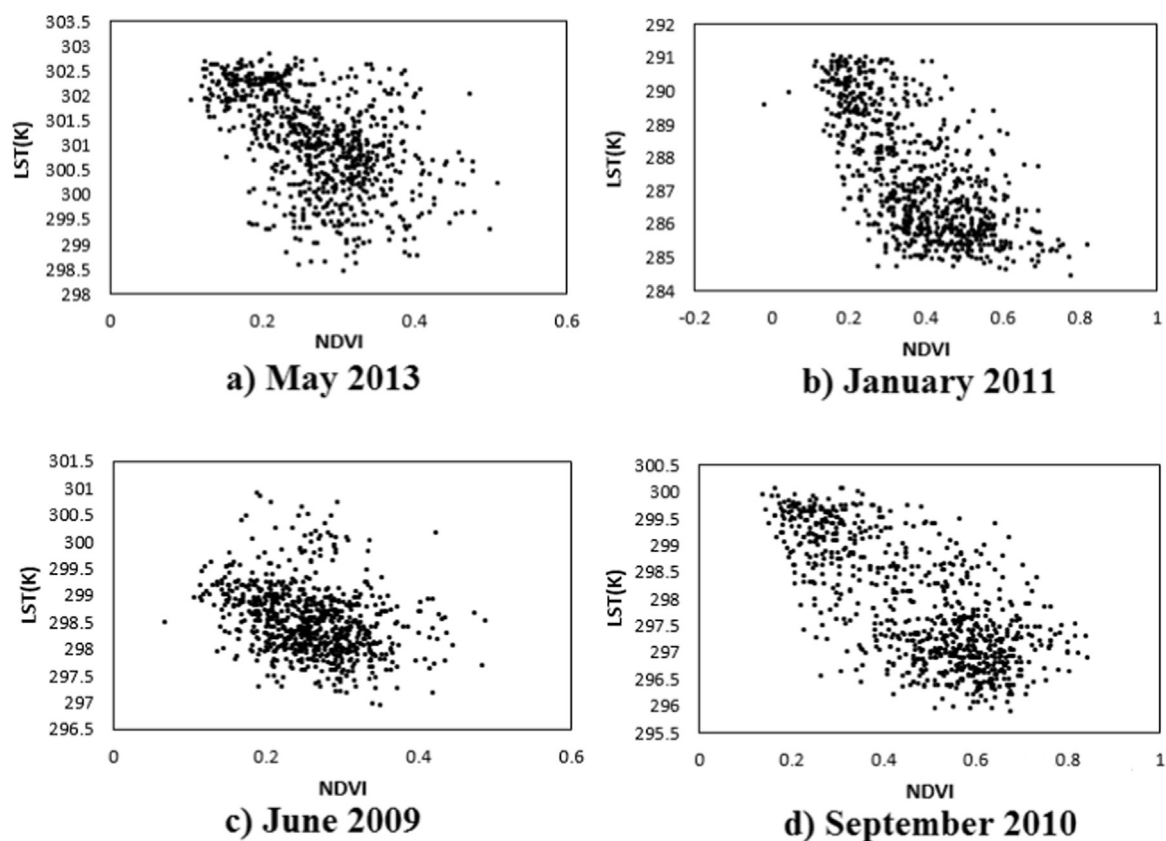 303.5
303
302.5
302
301.5
301
300.5
300
299.5
299
298.5
298
LST(K)
0 0.2 0.4 0.6
NDVI
a) May 2013
292
291
290
289
288
287
286
285
284
LST(K)
-0.2 0 0.2 0.4 0.6 0.8 1
NDVI
b) January 2011
301.5
301
300.5
300
299.5
299
298.5
298
297.5
297
296.5
LST(K)
0 0.2 0.4 0.6
NDVI
c) June 2009
300.5
300
299.5
299
298.5
298
297.5
297
296.5
296
295.5
LST(K)
0 0.2 0.4 0.6 0.8 1
NDVI
d) September 2010